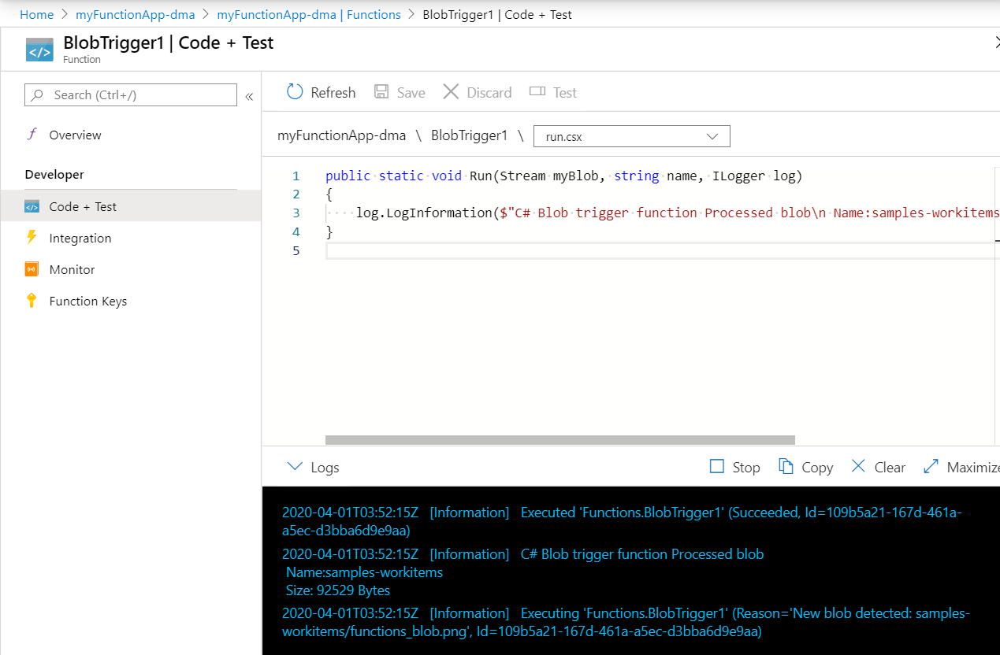 Home > myFunctionApp-dma > myFunctionApp-dma | Functions > BlobTrigger1 | Code + Test
BlobTrigger1 | Code + Test
Function
Search (Ctrl+/)
«
Overview
Developer
Code + Test
Integration
Monitor
Function Keys
Refresh Save Discard Test
myFunctionApp-dma \ BlobTrigger1 \ run.csx
1 public static void Run(Stream myBlob, string name, ILogger log)
2 {
3 ····log.LogInformation($"C# Blob trigger function Processed blob\n Name:samples-workitems
4 }
5
Logs Stop Copy Clear Maximize
2020-04-01T03:52:15Z [Information] Executed 'Functions.BlobTrigger1' (Succeeded, Id=109b5a21-167d-461a-
a5ec-d3bba6d9e9aa)
2020-04-01T03:52:15Z [Information] C# Blob trigger function Processed blob
Name:samples-workitems
Size: 92529 Bytes
2020-04-01T03:52:15Z [Information] Executing 'Functions.BlobTrigger1' (Reason='New blob detected: samples-
workitems/functions_blob.png', Id=109b5a21-167d-461a-a5ec-d3bba6d9e9aa)